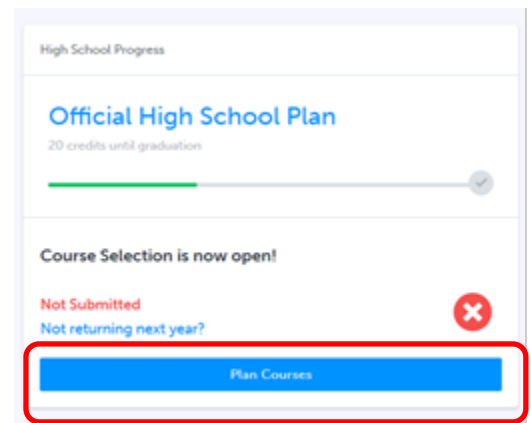 High School Progress
Official High School Plan
20 credits until graduation
Course Selection is now open!
Not Submitted
Not returning next year?
Plan Courses